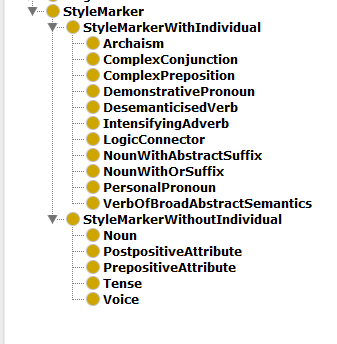 StyleMarker
StyleMarkerWithIndividual
Archaism
ComplexConjunction
ComplexPreposition
DemonstrativePronoun
DesemanticisedVerb
IntensifyingAdverb
LogicConnector
NounWithAbstractSuffix
NounWithOrSuffix
PersonalPronoun
VerbOfBroadAbstractSemantics
StyleMarkerWithoutIndividual
Noun
PostpositiveAttribute
PrepositiveAttribute
Tense
Voice